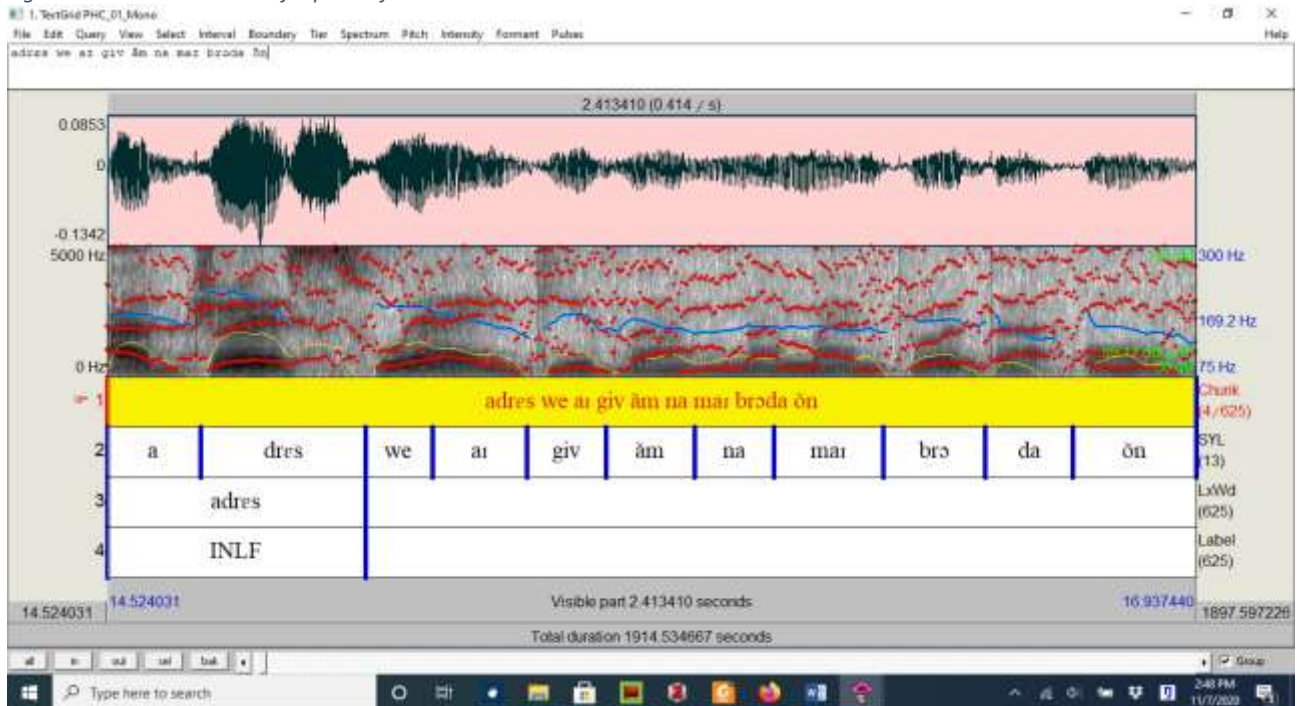 1. TextGrid PHC_01_Mono
File Edit Query View Select Interval Boundary Tier Spectrum Pitch Intensity Formant Pulses
Help
adres we aɪ giv ãm na maɪ brɔda õn
2.413410 (0.414 / s)
0.0853
0
-0.1342
5000 Hz
300 Hz
169.2 Hz
0 Hz
75 Hz
1
adres we aɪ giv ãm na maɪ brɔda õn
Chunk
(4/625)
2
a dres we aɪ giv ãm na maɪ brɔ da õn
SYL
(13)
3
adres
LxWd
(625)
4
INLF
Label
(625)
14.524031
14.524031
Visible part 2.413410 seconds
16.937440
1897.597226
Total duration 1914.534667 seconds
all in out sel bak
Group
Type here to search
2:48 PM
11/7/2020